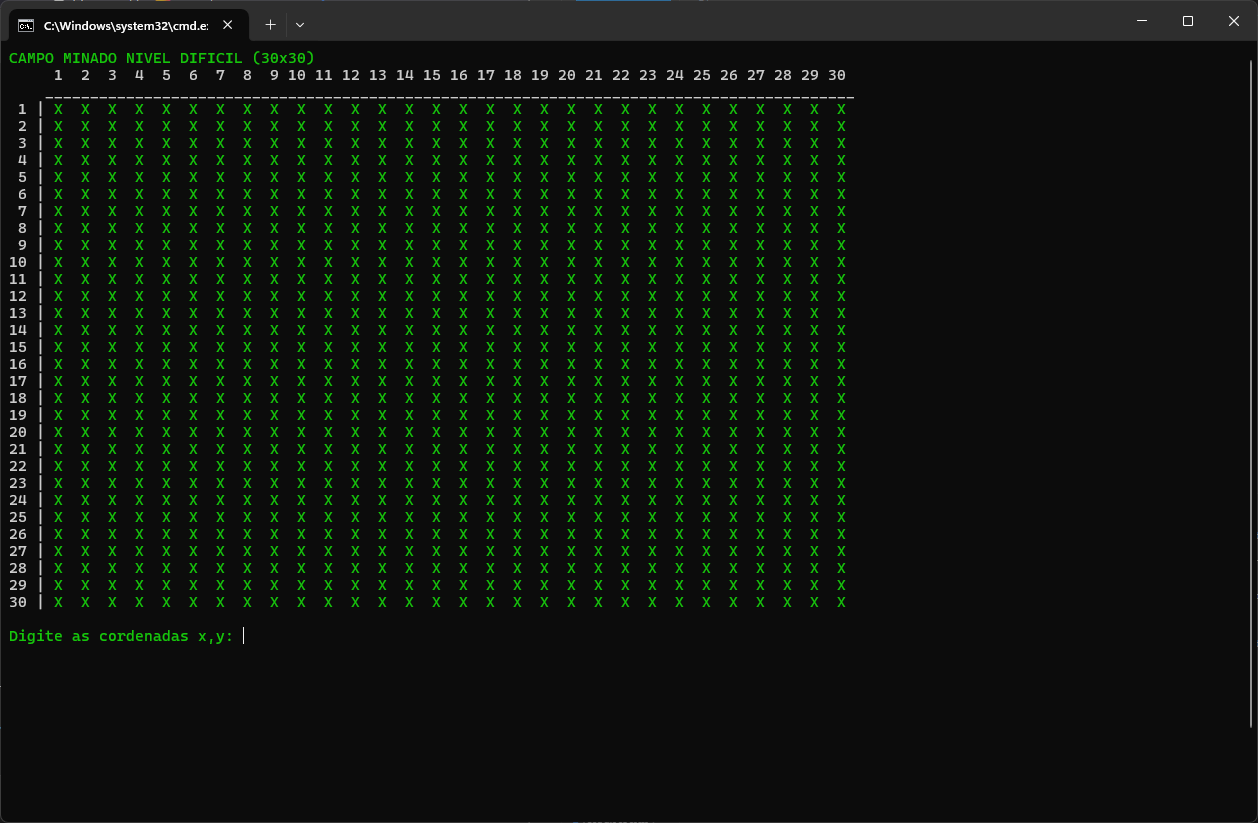 C:\Windows\system32\cmd.e:
CAMPO MINADO NIVEL DIFICIL (30x30)
1 2 3 4 5 6 7 8 9 10 11 12 13 14 15 16 17 18 19 20 21 22 23 24 25 26 27 28 29 30
------------------------------------------------------------------------------------------
1 | X X X X X X X X X X X X X X X X X X X X X X X X X X X X X X
2 | X X X X X X X X X X X X X X X X X X X X X X X X X X X X X X
3 | X X X X X X X X X X X X X X X X X X X X X X X X X X X X X X
4 | X X X X X X X X X X X X X X X X X X X X X X X X X X X X X X
5 | X X X X X X X X X X X X X X X X X X X X X X X X X X X X X X
6 | X X X X X X X X X X X X X X X X X X X X X X X X X X X X X X
7 | X X X X X X X X X X X X X X X X X X X X X X X X X X X X X X
8 | X X X X X X X X X X X X X X X X X X X X X X X X X X X X X X
9 | X X X X X X X X X X X X X X X X X X X X X X X X X X X X X X
10 | X X X X X X X X X X X X X X X X X X X X X X X X X X X X X X
11 | X X X X X X X X X X X X X X X X X X X X X X X X X X X X X X
12 | X X X X X X X X X X X X X X X X X X X X X X X X X X X X X X
13 | X X X X X X X X X X X X X X X X X X X X X X X X X X X X X X
14 | X X X X X X X X X X X X X X X X X X X X X X X X X X X X X X
15 | X X X X X X X X X X X X X X X X X X X X X X X X X X X X X X
16 | X X X X X X X X X X X X X X X X X X X X X X X X X X X X X X
17 | X X X X X X X X X X X X X X X X X X X X X X X X X X X X X X
18 | X X X X X X X X X X X X X X X X X X X X X X X X X X X X X X
19 | X X X X X X X X X X X X X X X X X X X X X X X X X X X X X X
20 | X X X X X X X X X X X X X X X X X X X X X X X X X X X X X X
21 | X X X X X X X X X X X X X X X X X X X X X X X X X X X X X X
22 | X X X X X X X X X X X X X X X X X X X X X X X X X X X X X X
23 | X X X X X X X X X X X X X X X X X X X X X X X X X X X X X X
24 | X X X X X X X X X X X X X X X X X X X X X X X X X X X X X X
25 | X X X X X X X X X X X X X X X X X X X X X X X X X X X X X X
26 | X X X X X X X X X X X X X X X X X X X X X X X X X X X X X X
27 | X X X X X X X X X X X X X X X X X X X X X X X X X X X X X X
28 | X X X X X X X X X X X X X X X X X X X X X X X X X X X X X X
29 | X X X X X X X X X X X X X X X X X X X X X X X X X X X X X X
30 | X X X X X X X X X X X X X X X X X X X X X X X X X X X X X X
Digite as cordenadas x,y: